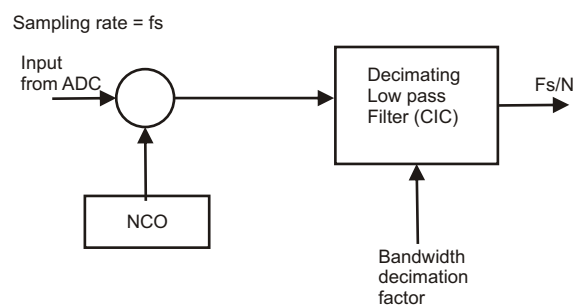 Sampling rate = fs
Input
from ADC
Decimating
Low pass
Filter (CIC)
Fs/N
NCO
Bandwidth
decimation
factor